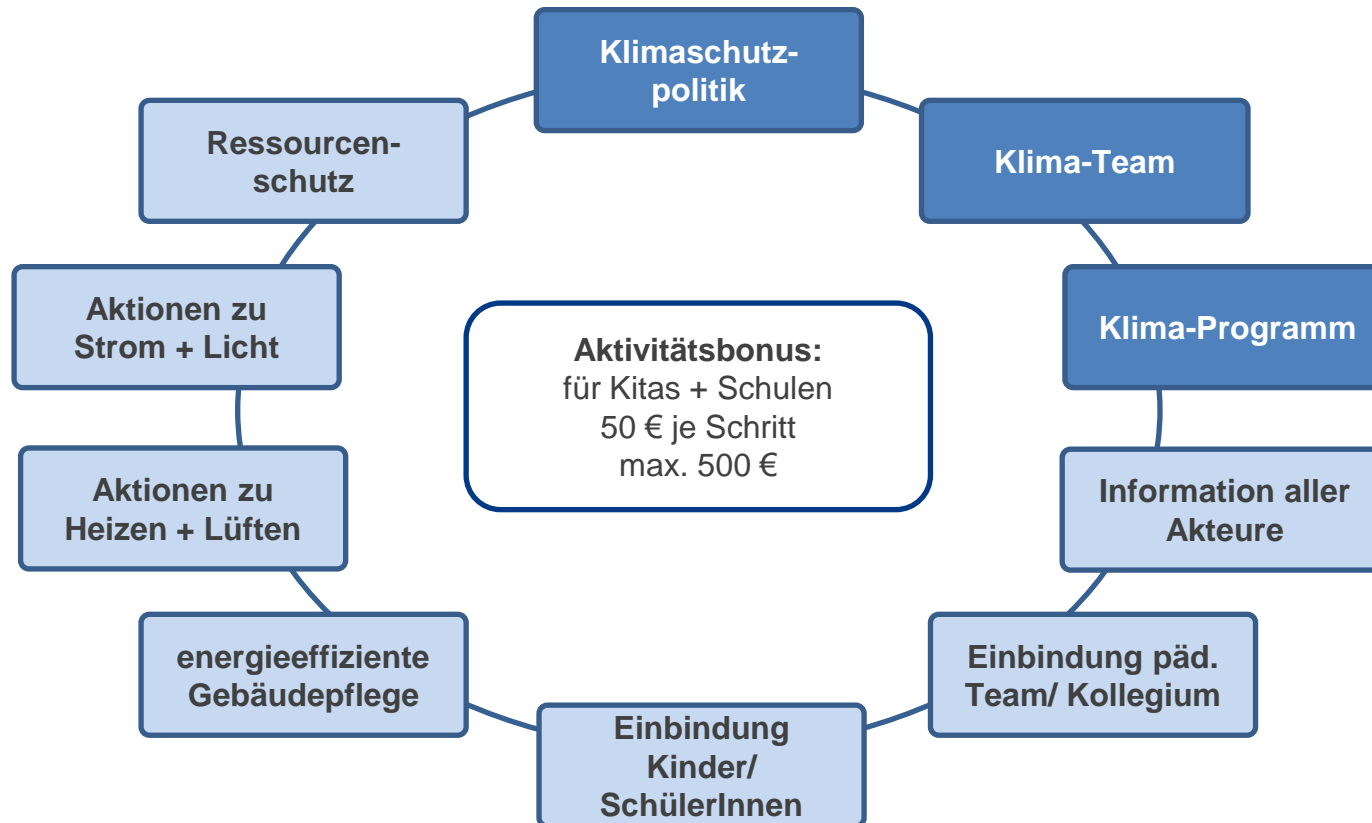 Klimaschutz-
politik
Klima-Team
Klima-Programm
Information aller
Akteure
Einbindung päd.
Team/ Kollegium
Einbindung
Kinder/
SchülerInnen
energieeffiziente
Gebäudepflege
Aktionen zu
Heizen + Lüften
Aktionen zu
Strom + Licht
Ressourcen-
schutz
Aktivitätsbonus:
für Kitas + Schulen
50 € je Schritt
max. 500 €